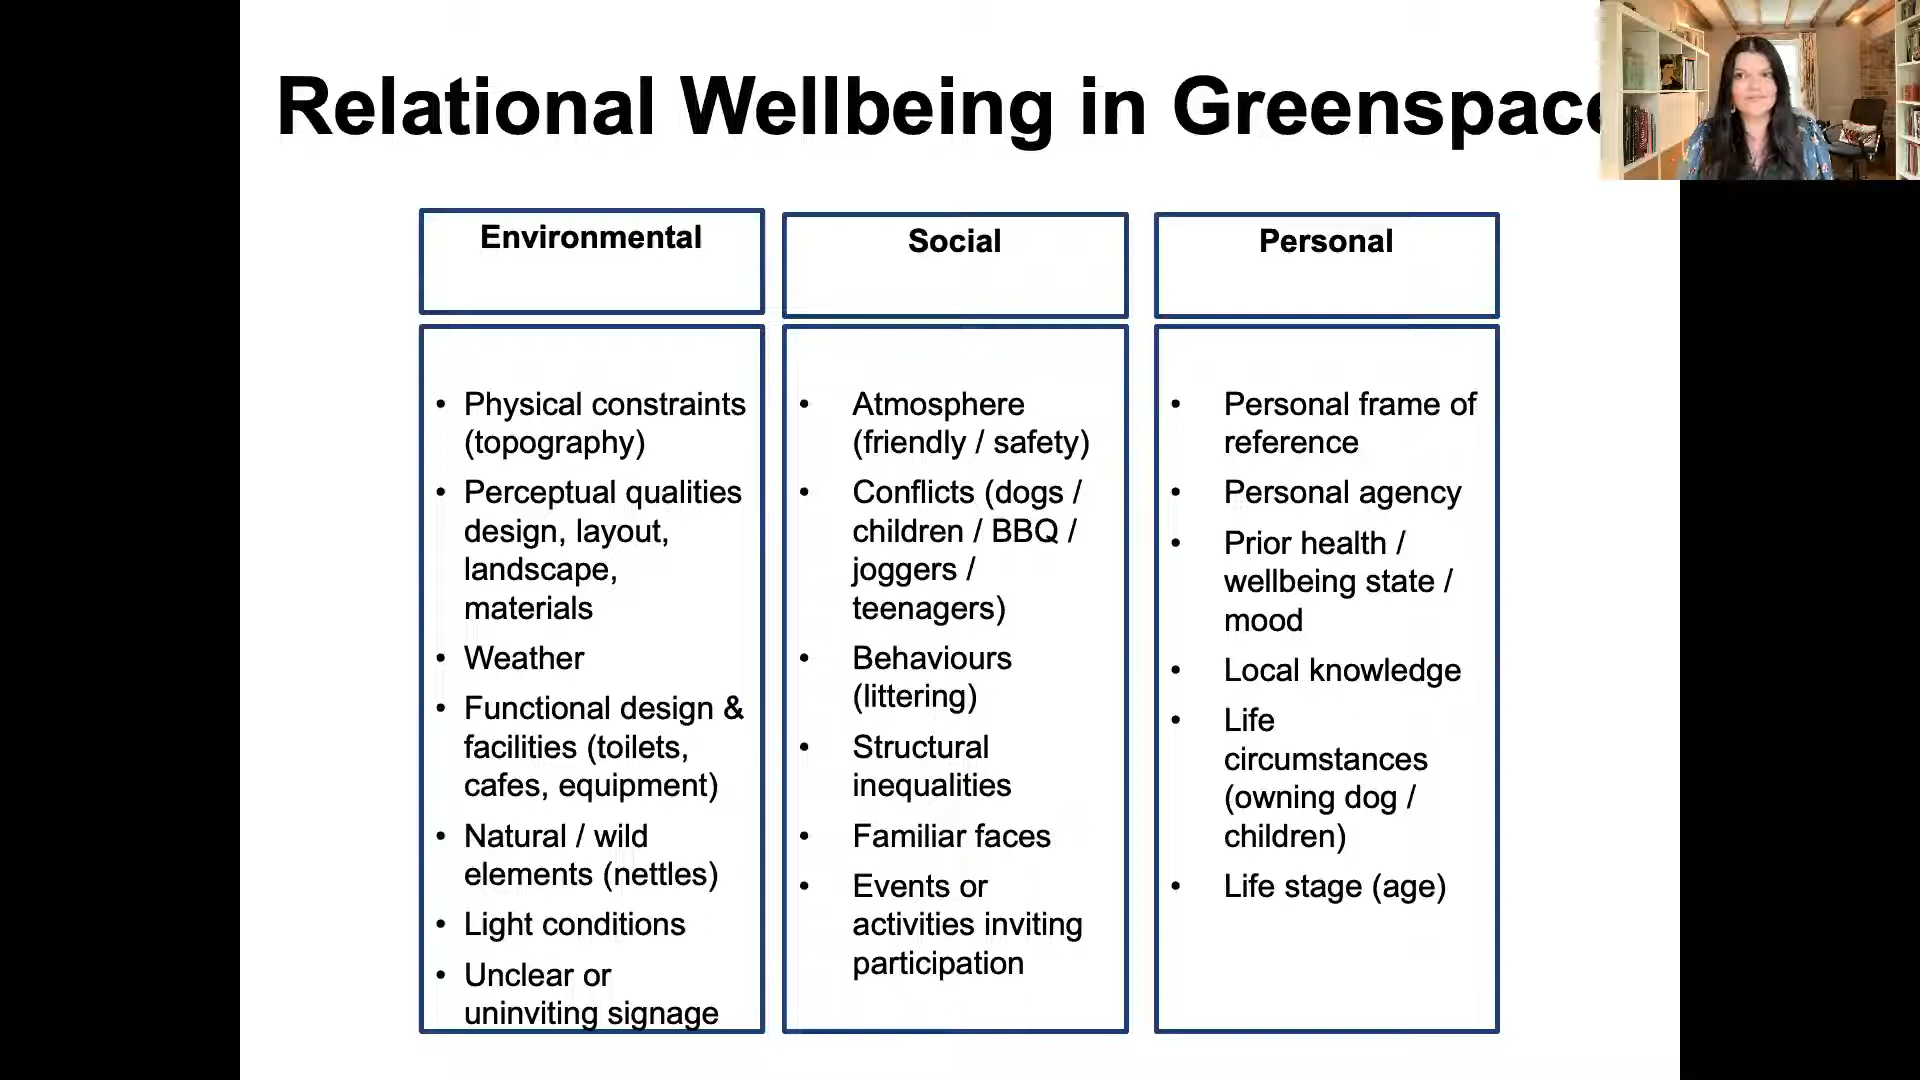 Relational Wellbeing in Greenspace
Environmental
Social
Personal
• Physical constraints
(topography)
• Perceptual qualities
design, layout,
landscape,
materials
• Weather
• Functional design &
facilities (toilets,
cafes, equipment)
• Natural / wild
elements (nettles)
• Light conditions
• Unclear or
uninviting signage
• Atmosphere
(friendly / safety)
• Conflicts (dogs /
children / BBQ /
joggers /
teenagers)
• Behaviours
(littering)
• Structural
inequalities
• Familiar faces
• Events or
activities inviting
participation
• Personal frame of
reference
• Personal agency
• Prior health /
wellbeing state /
mood
• Local knowledge
• Life
circumstances
(owning dog /
children)
• Life stage (age)